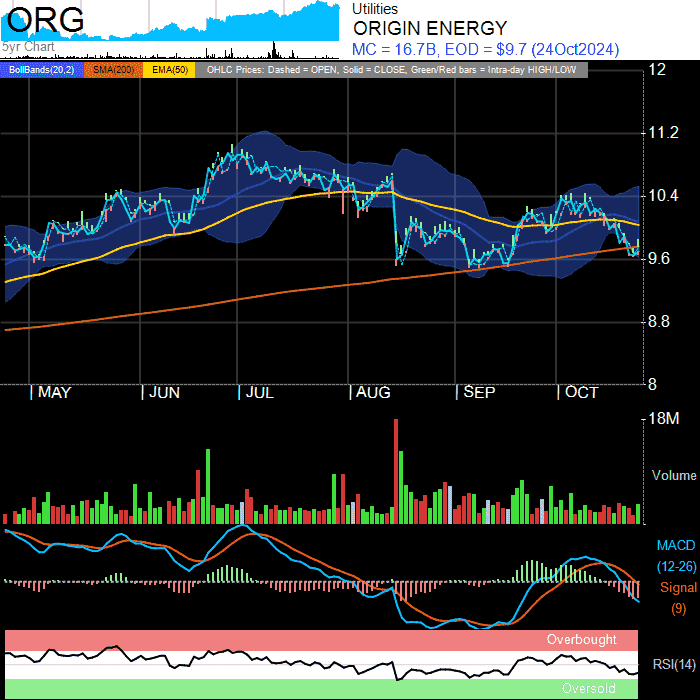 ORG
5yr Chart
Utilities
ORIGIN ENERGY
MC = 16.7B, EOD = $9.7 (24Oct2024)
BollBands(20,2) SMA(200) EMA(50) OHLC Prices: Dashed = OPEN, Solid = CLOSE, Green/Red bars = Intra-day HIGH/LOW
12
11.2
10.4
9.6
8.8
8
| MAY | JUN | JUL | AUG | SEP | OCT
18M
Volume
MACD
(12-26)
Signal
(9)
Overbought
RSI(14)
Oversold